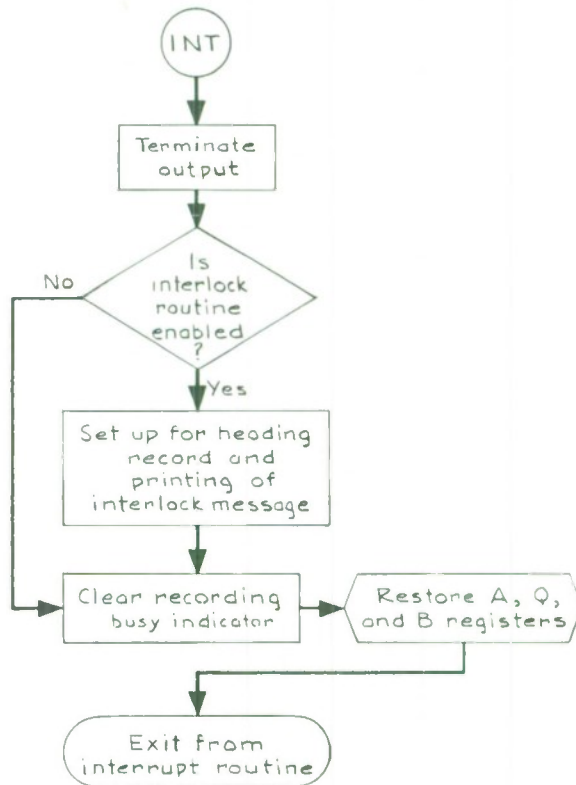 INT
Terminate
output
Is
interlock
routine
enabled
?
No
Yes
Set up for heading
record and
printing of
interlock message
Clear recording
busy indicator
Restore A, Q,
and B registers
Exit from
interrupt routine